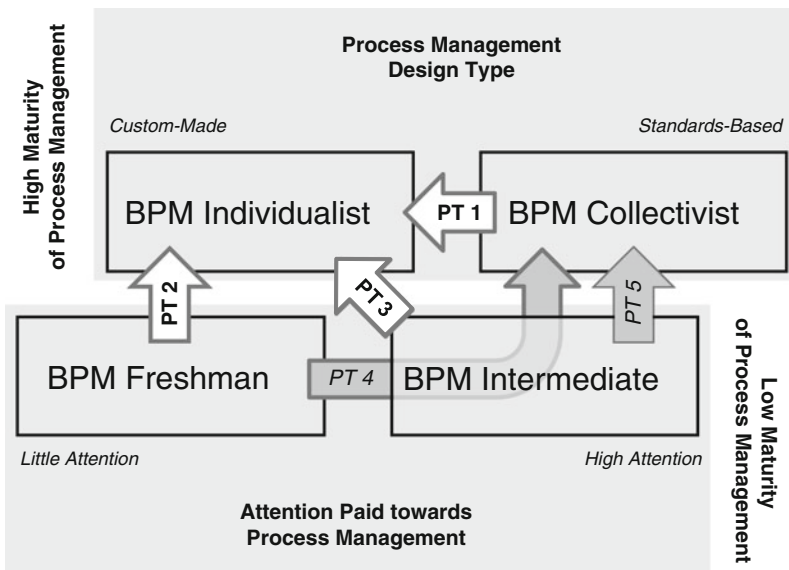 Process Management
Design Type
High Maturity
of Process Management
Custom-Made
Standards-Based
BPM Individualist
PT 1
BPM Collectivist
PT 2
PT 3
PT 5
BPM Freshman
PT 4
BPM Intermediate
Little Attention
High Attention
Low Maturity
of Process Management
Attention Paid towards
Process Management